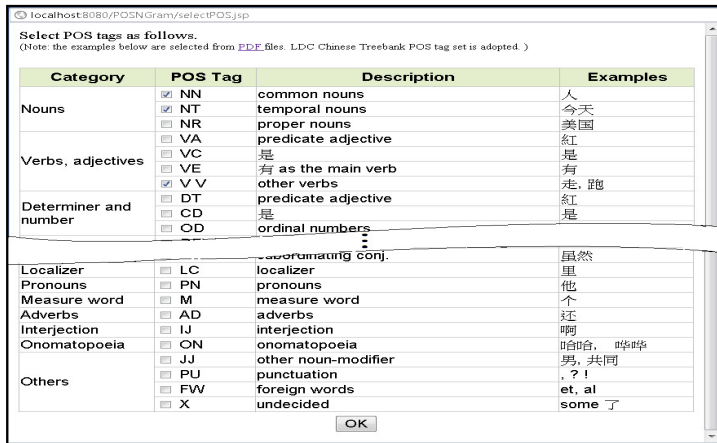 localhost:8080/POSNGram/selectPOS.jsp
Select POS tags as follows.
(Note: the examples below are selected from PDF files. LDC Chinese Treebank POS tag set is adopted. )
Category POS Tag Description Examples
Nouns
NN common nouns 人
NT temporal nouns 今天
NR proper nouns 美国
Verbs, adjectives
VA predicate adjective 紅
VC 是 是
VE 有 as the main verb 有
V V other verbs 走, 跑
Determiner and
number
DT predicate adjective 紅
CD 是 是
OD ordinal numbers
subordinating conj. 虽然
Localizer LC localizer 里
Pronouns PN pronouns 他
Measure word M measure word 个
Adverbs AD adverbs 还
Interjection IJ interjection 啊
Onomatopoeia ON onomatopoeia 哈哈, 哗哗
Others
JJ other noun-modifier 男, 共同
PU punctuation , ? !
FW foreign words et, al
X undecided some 了
OK